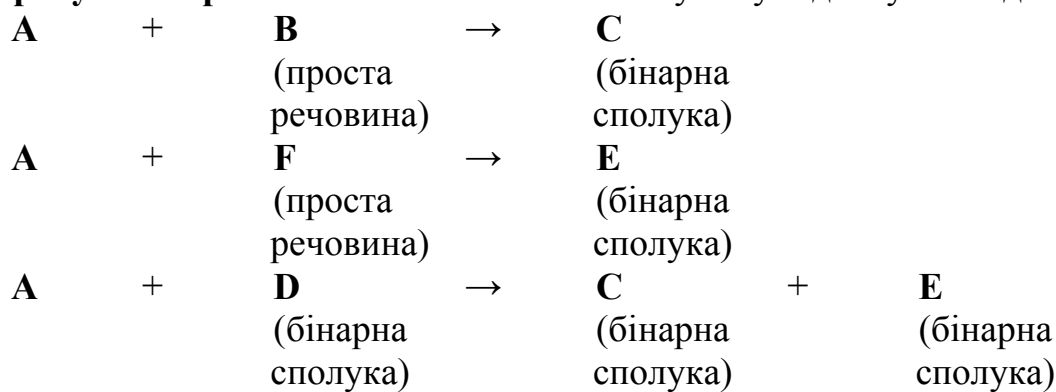 A + B → C
(проста (бінарна
речовина) сполука)
A + F → E
(проста (бінарна
речовина) сполука)
A + D → C + E
(бінарна (бінарна (бінарна
сполука) сполука) сполука)